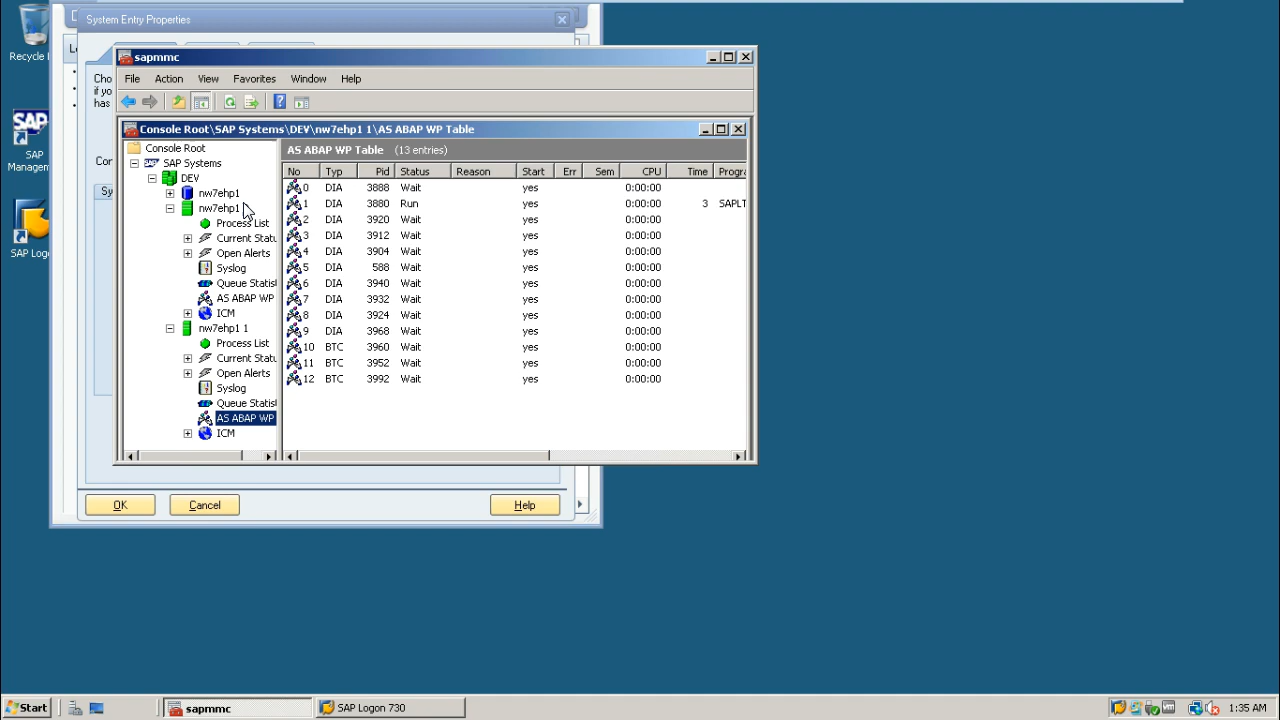 Recycle
SAP
Managem
SAP Logo
System Entry Properties
Cho
if yo
has
Cor
Sy
sapmmc
File Action View Favorites Window Help
Console Root\SAP Systems\DEV\nw7ehp1 1\AS ABAP WP Table
Console Root
SAP Systems
DEV
nw7ehp1
nw7ehp1
Process List
Current Statu
Open Alerts
Syslog
Queue Statist
AS ABAP WP
ICM
nw7ehp1 1
Process List
Current Statu
Open Alerts
Syslog
Queue Statist
AS ABAP WP
ICM
AS ABAP WP Table (13 entries)
No Typ Pid Status Reason Start Err Sem CPU Time Progra
0 DIA 3888 Wait yes 0:00:00
1 DIA 3880 Run yes 3 SAPLT
2 DIA 3920 Wait yes 0:00:00
3 DIA 3912 Wait yes 0:00:00
4 DIA 3904 Wait yes 0:00:00
5 DIA 588 Wait yes 0:00:00
6 DIA 3940 Wait yes 0:00:00
7 DIA 3932 Wait yes 0:00:00
8 DIA 3924 Wait yes 0:00:00
9 DIA 3968 Wait yes 0:00:00
10 BTC 3960 Wait yes 0:00:00
11 BTC 3952 Wait yes 0:00:00
12 BTC 3992 Wait yes 0:00:00
OK Cancel Help
Start sapmmc SAP Logon 730 1:35 AM